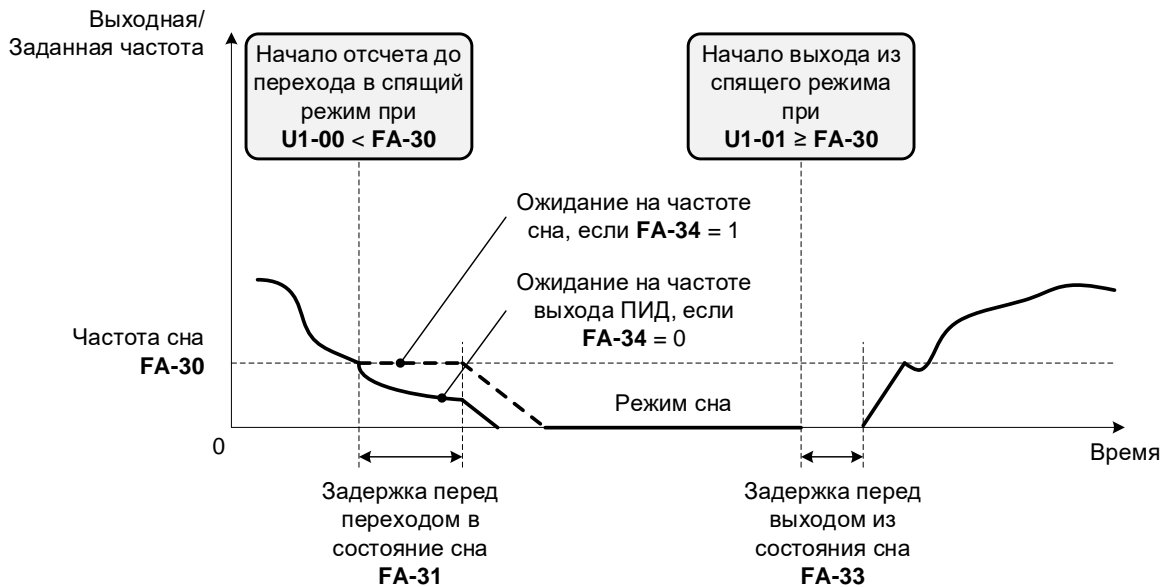 Выходная/
Заданная частота
Начало отсчета до
перехода в спящий
режим при
U1-00 < FA-30
Начало выхода из
спящего режима
при
U1-01 ≥ FA-30
Ожидание на частоте
сна, если FA-34 = 1
Ожидание на частоте
выхода ПИД, если
FA-34 = 0
Частота сна
FA-30
Режим сна
0
Время
Задержка перед
переходом в
состояние сна
FA-31
Задержка перед
выходом из
состояния сна
FA-33